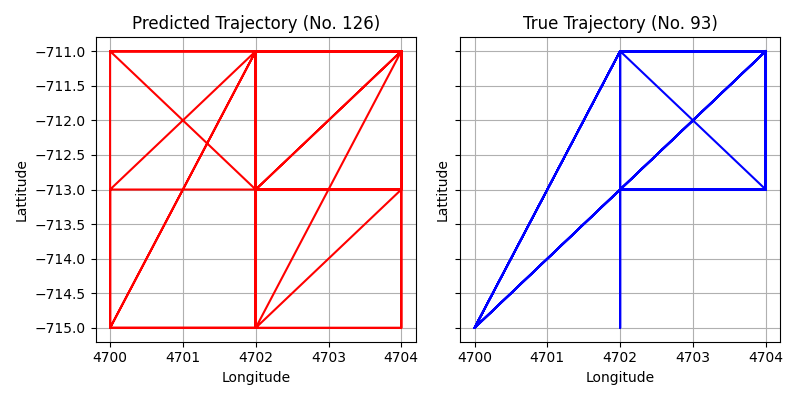 Predicted Trajectory (No. 126)
−711.0
−711.5
−712.0
−712.5
−713.0
−713.5
−714.0
−714.5
−715.0
Lattitude
4700 4701 4702 4703 4704
Longitude
True Trajectory (No. 93)
Lattitude
4700 4701 4702 4703 4704
Longitude